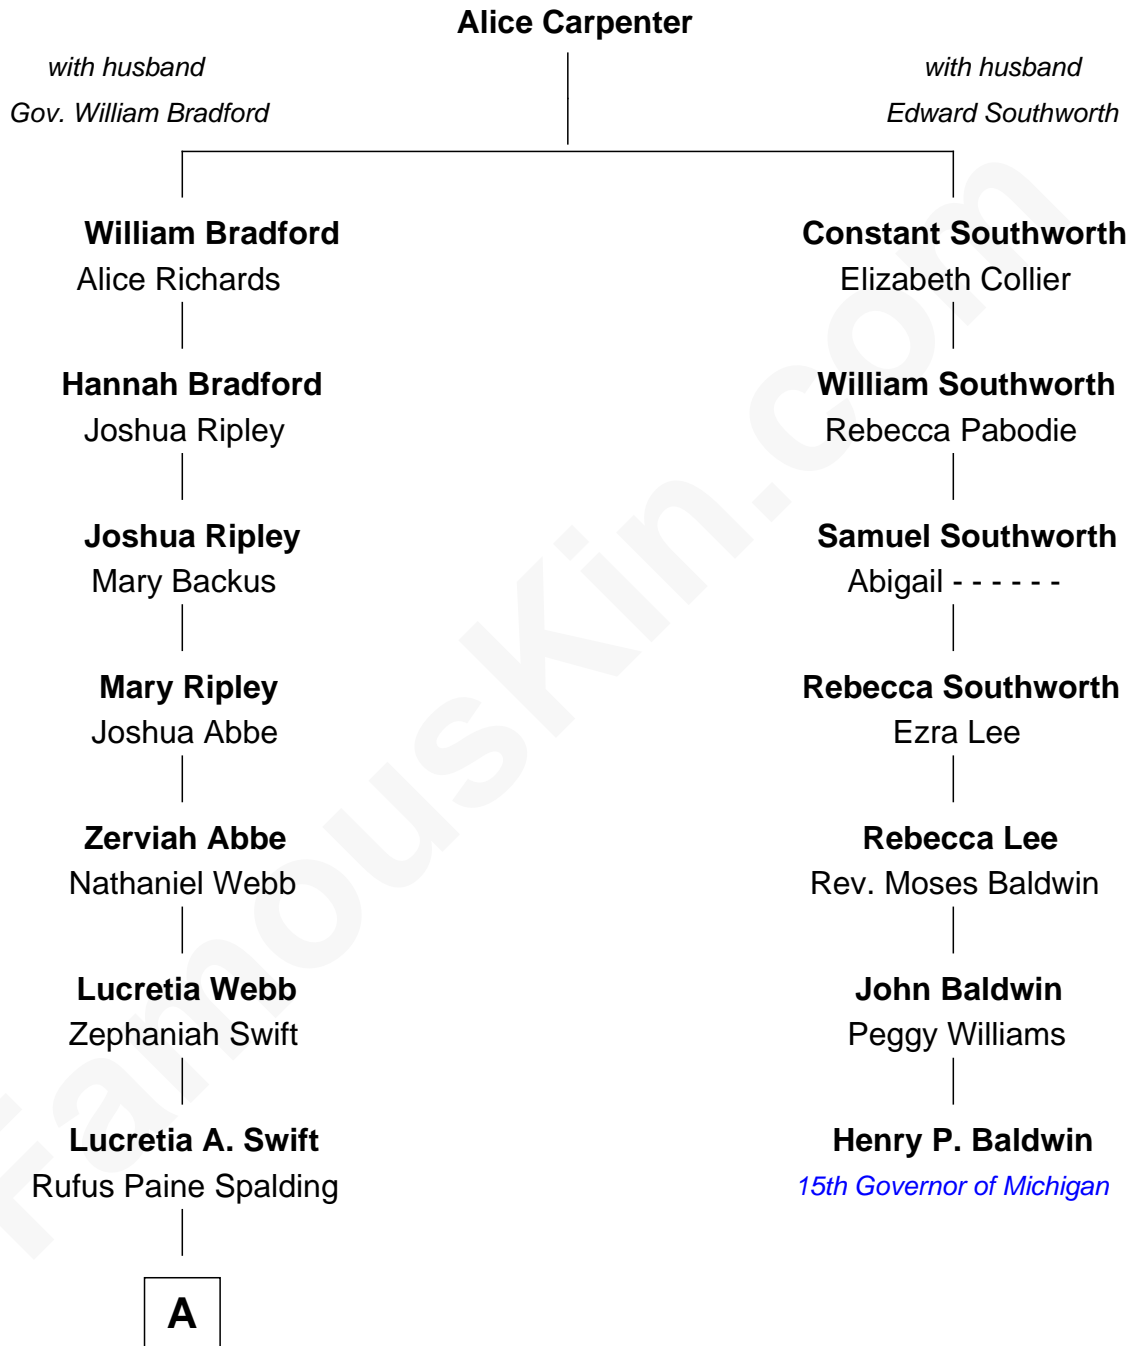 Alice Carpenter
with husband
Gov. William Bradford
with husband
Edward Southworth
William Bradford
Alice Richards
Hannah Bradford
Joshua Ripley
Joshua Ripley
Mary Backus
Mary Ripley
Joshua Abbe
Zerviah Abbe
Nathaniel Webb
Lucretia Webb
Zephaniah Swift
Lucretia A. Swift
Rufus Paine Spalding
A
Constant Southworth
Elizabeth Collier
William Southworth
Rebecca Pabodie
Samuel Southworth
Abigail - - - - - -
Rebecca Southworth
Ezra Lee
Rebecca Lee
Rev. Moses Baldwin
John Baldwin
Peggy Williams
Henry P. Baldwin
15th Governor of Michigan
FamousKin.com